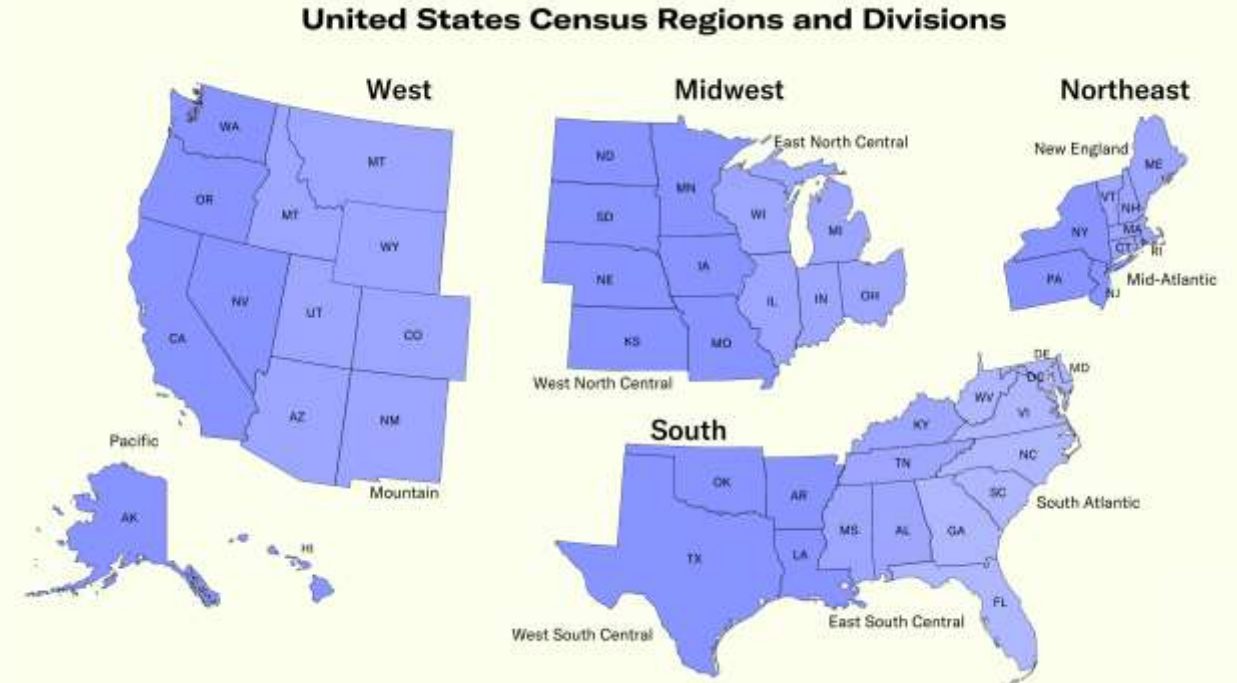 United States Census Regions and Divisions
West
WA
MT
OR
MT
WY
NV
UT
CA
CO
AZ
NM
Pacific
Mountain
AK
HI
Midwest
East North Central
ND
MN
SD
WI
MI
NE
IA
IL
IN
OH
KS
MO
West North Central
Northeast
New England
ME
VT
NH
NY
MA
CT
RI
PA
Mid-Atlantic
NJ
South
DE
MD
DC
WV
VI
KY
NC
TN
OK
AR
SC
South Atlantic
MS
AL
GA
TX
LA
FL
East South Central
West South Central